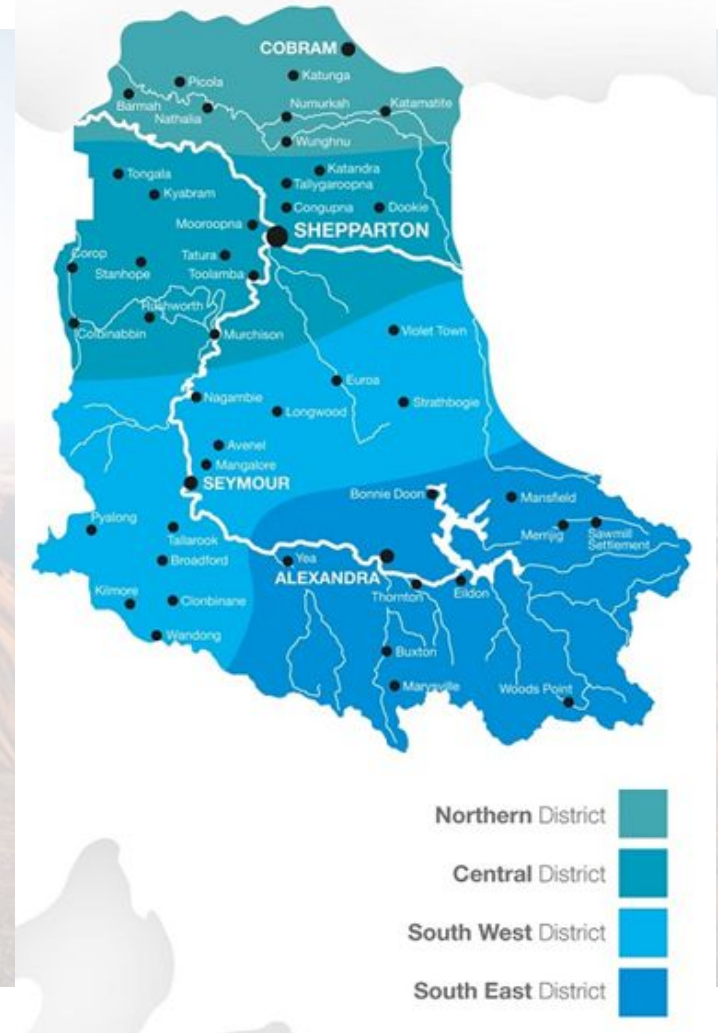 COBRAM
Katunga
Picola
Barmah
Nathalia
Numurkah
Katamatite
Wunghnu
Tongala
Katandra
Tallygaroopna
Kyabram
Congupna
Dookie
Mooroopna
SHEPPARTON
Corop
Tatura
Stanhope
Toolamba
Rushworth
Colbinabbin
Murchison
Violet Town
Euroa
Nagambie
Longwood
Strathbogie
Avenel
Mangalore
SEYMOUR
Bonnie Doon
Mansfield
Pyalong
Tallarook
Merrijig
Sawmill
Settlement
Broadford
Yea
ALEXANDRA
Thornton
Eildon
Kilmore
Clonbinane
Wandong
Buxton
Marysville
Woods Point
Northern District
Central District
South West District
South East District